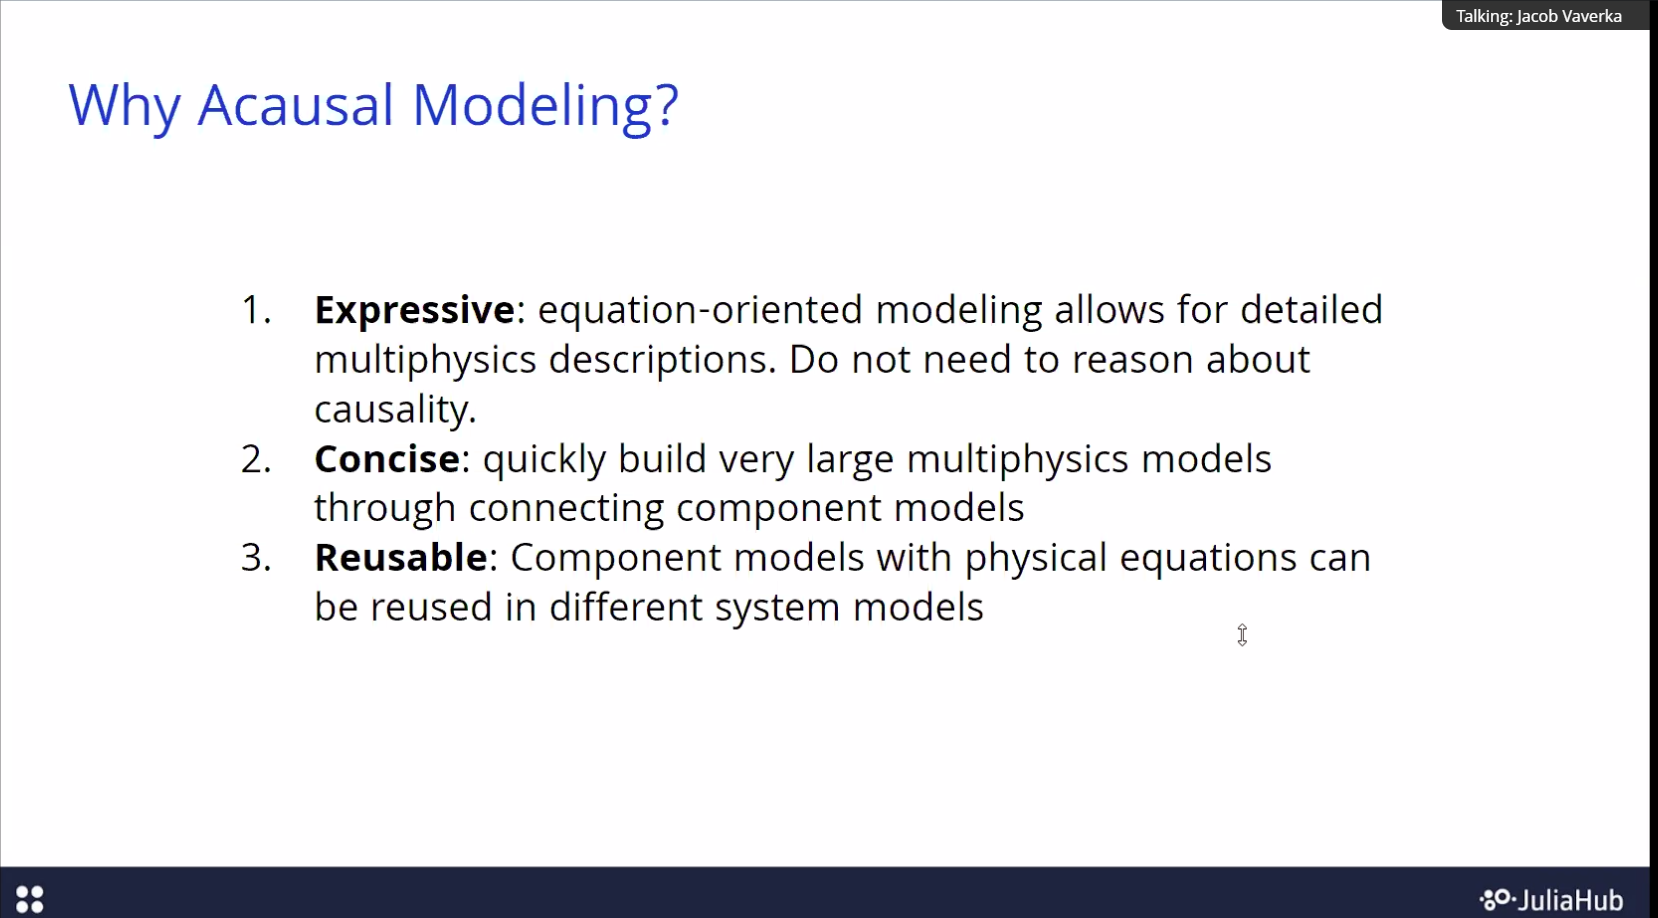 Talking: Jacob Vaverka
Why Acausal Modeling?
1. Expressive: equation-oriented modeling allows for detailed
multiphysics descriptions. Do not need to reason about
causality.
2. Concise: quickly build very large multiphysics models
through connecting component models
3. Reusable: Component models with physical equations can
be reused in different system models
JuliaHub